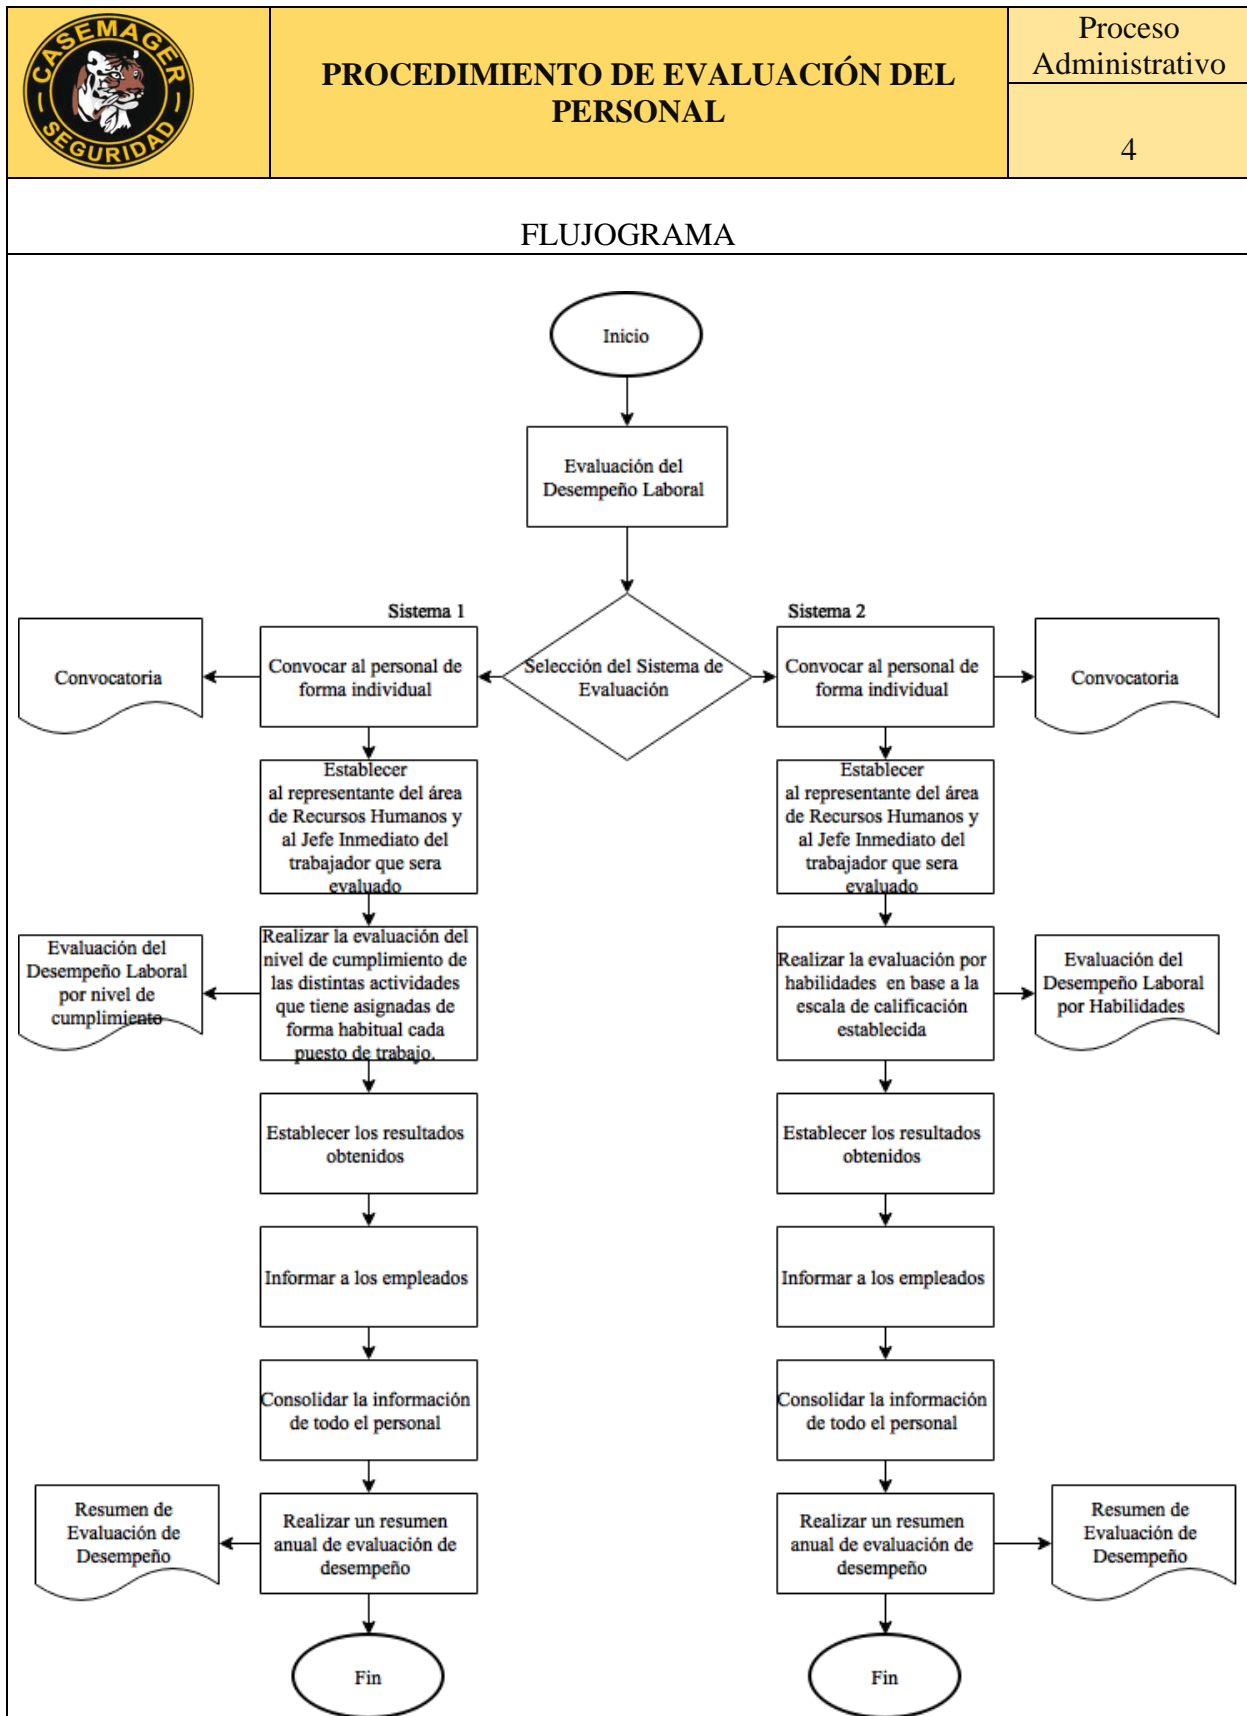 CASEMAGER
SEGURIDAD
PROCEDIMIENTO DE EVALUACIÓN DEL
PERSONAL
Proceso
Administrativo
4
FLUJOGRAMA
Inicio
Evaluación del
Desempeño Laboral
Selección del Sistema de
Evaluación
Sistema 1
Convocar al personal de
forma individual
Convocatoria
Establecer
al representante del área
de Recursos Humanos y
al Jefe Inmediato del
trabajador que sera
evaluado
Realizar la evaluación del
nivel de cumplimiento de
las distintas actividades
que tiene asignadas de
forma habitual cada
puesto de trabajo.
Evaluación del
Desempeño Laboral
por nivel de
cumplimiento
Establecer los resultados
obtenidos
Informar a los empleados
Consolidar la información
de todo el personal
Realizar un resumen
anual de evaluación de
desempeño
Resumen de
Evaluación de
Desempeño
Fin
Sistema 2
Convocar al personal de
forma individual
Convocatoria
Establecer
al representante del área
de Recursos Humanos y
al Jefe Inmediato del
trabajador que sera
evaluado
Realizar la evaluación por
habilidades en base a la
escala de calificación
establecida
Evaluación del
Desempeño Laboral
por Habilidades
Establecer los resultados
obtenidos
Informar a los empleados
Consolidar la información
de todo el personal
Realizar un resumen
anual de evaluación de
desempeño
Resumen de
Evaluación de
Desempeño
Fin